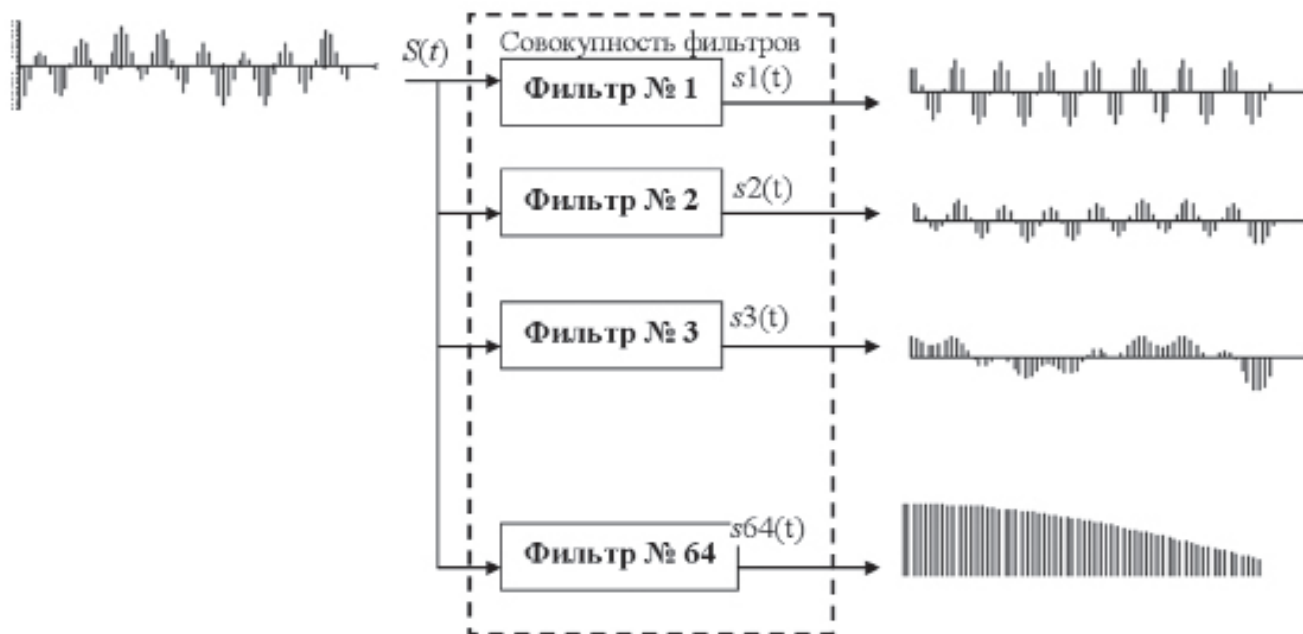 Совокупность фильтров
S(t)
Фильтр № 1
s1(t)
Фильтр № 2
s2(t)
Фильтр № 3
s3(t)
Фильтр № 64
s64(t)